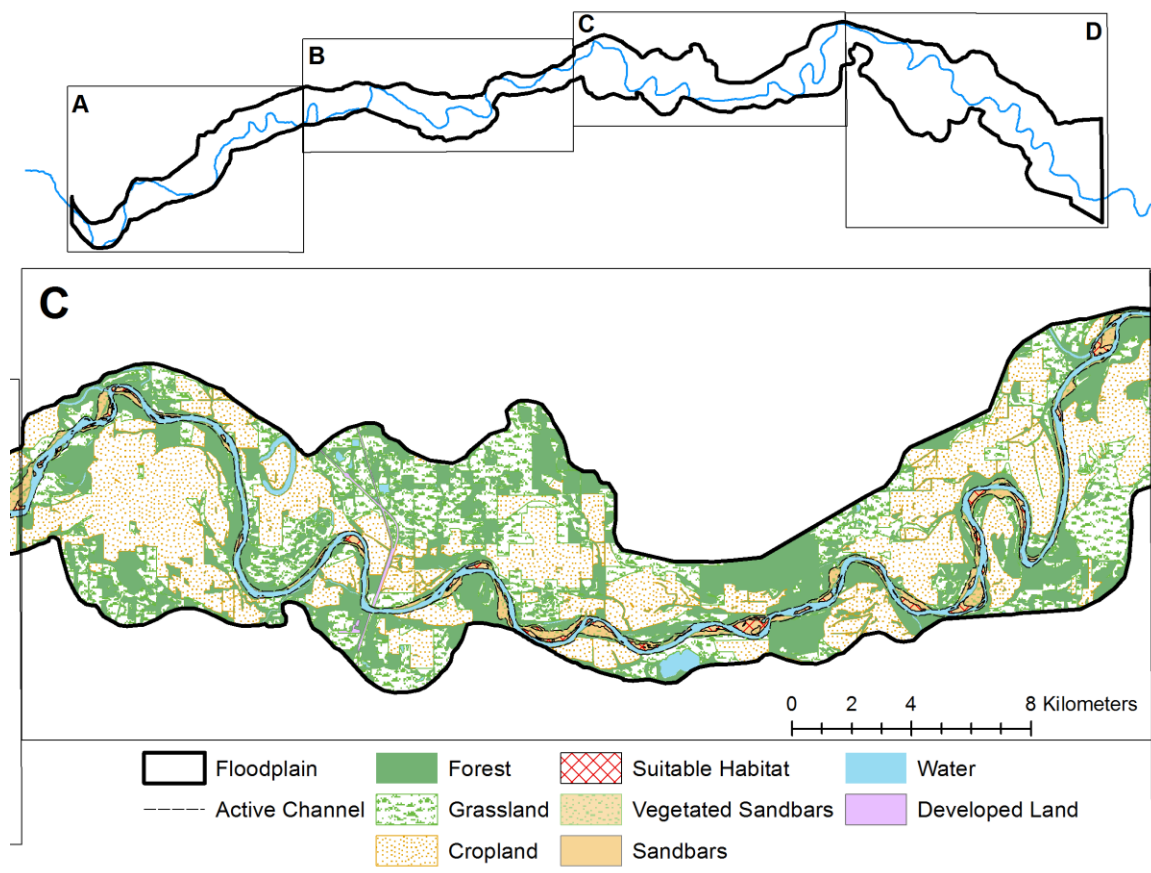 A
B
C
D
C
0 2 4 8 Kilometers
Floodplain Forest Suitable Habitat Water
Active Channel Grassland Vegetated Sandbars Developed Land
Cropland Sandbars